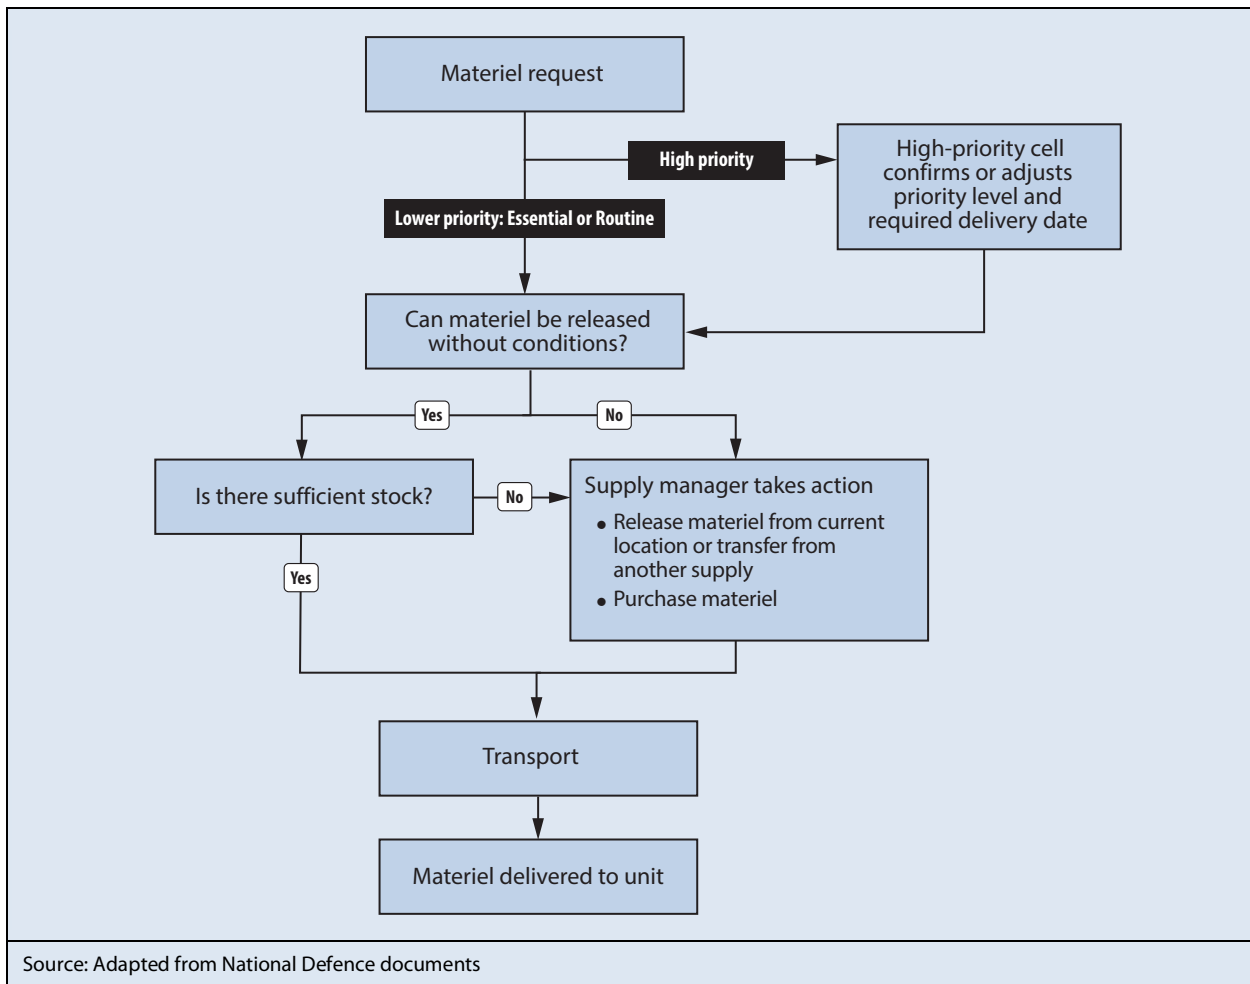 Materiel request
High priority
High-priority cell
confirms or adjusts
priority level and
required delivery date
Lower priority: Essential or Routine
Can materiel be released
without conditions?
Yes
No
Is there sufficient stock?
No
Supply manager takes action
• Release materiel from current
location or transfer from
another supply
• Purchase materiel
Yes
Transport
Materiel delivered to unit
Source: Adapted from National Defence documents